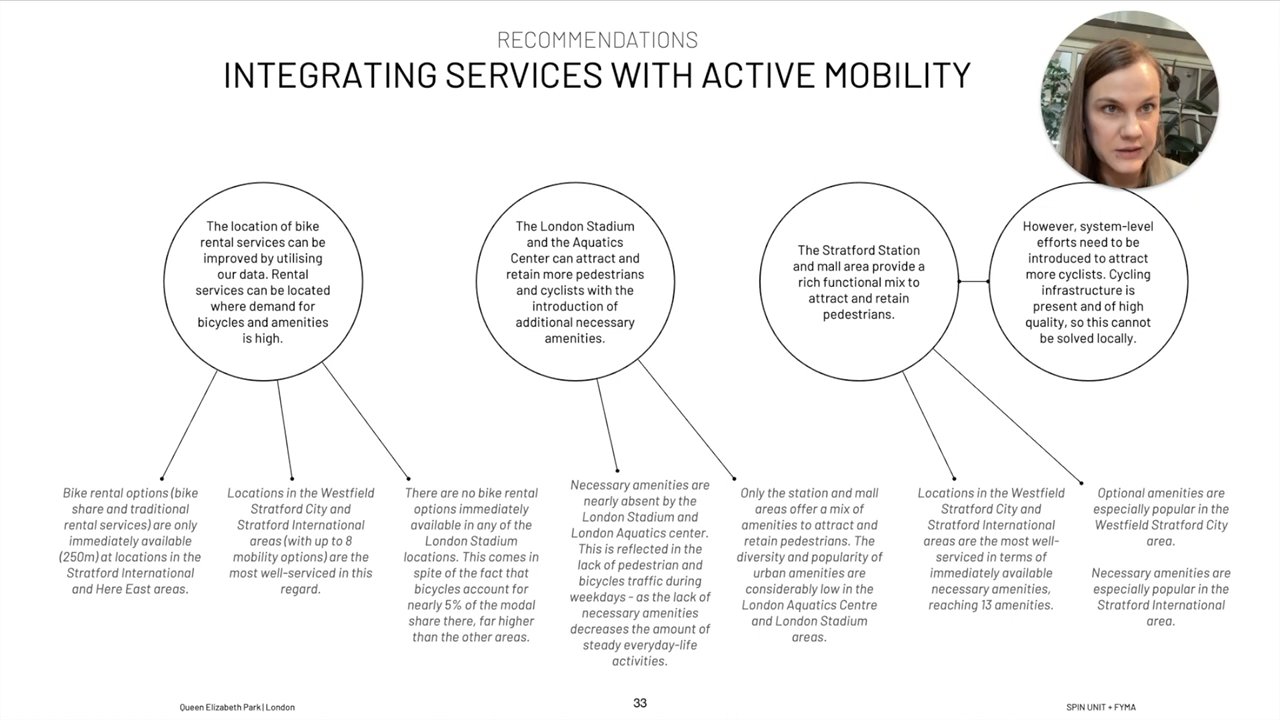 RECOMMENDATIONS
INTEGRATING SERVICES WITH ACTIVE MOBILITY
The location of bike
rental services can be
improved by utilising
our data. Rental
services can be located
where demand for
bicycles and amenities
is high.
The London Stadium
and the Aquatics
Center can attract and
retain more pedestrians
and cyclists with the
introduction of
additional necessary
amenities.
The Stratford Station
and mall area provide a
rich functional mix to
attract and retain
pedestrians.
However, system-level
efforts need to be
introduced to attract
more cyclists. Cycling
infrastructure is
present and of high
quality, so this cannot
be solved locally.
Bike rental options (bike
share and traditional
rental services) are only
immediately available
(250m) at locations in the
Stratford International
and Here East areas.
Locations in the Westfield
Stratford City and
Stratford International
areas (with up to 8
mobility options) are the
most well-serviced in this
regard.
There are no bike rental
options immediately
available in any of the
London Stadium
locations. This comes in
spite of the fact that
bicycles account for
nearly 5% of the modal
share there, far higher
than the other areas.
Necessary amenities are
nearly absent by the
London Stadium and
London Aquatics center.
This is reflected in the
lack of pedestrian and
bicycles traffic during
weekdays - as the lack of
necessary amenities
decreases the amount of
steady everyday-life
activities.
Only the station and mall
areas offer a mix of
amenities to attract and
retain pedestrians. The
diversity and popularity of
urban amenities are
considerably low in the
London Aquatics Centre
and London Stadium
areas.
Locations in the Westfield
Stratford City and
Stratford International
areas are the most well-
serviced in terms of
immediately available
necessary amenities,
reaching 13 amenities.
Optional amenities are
especially popular in the
Westfield Stratford City
area.
Necessary amenities are
especially popular in the
Stratford International
area.
Queen Elizabeth Park | London
33
SPIN UNIT + FYMA